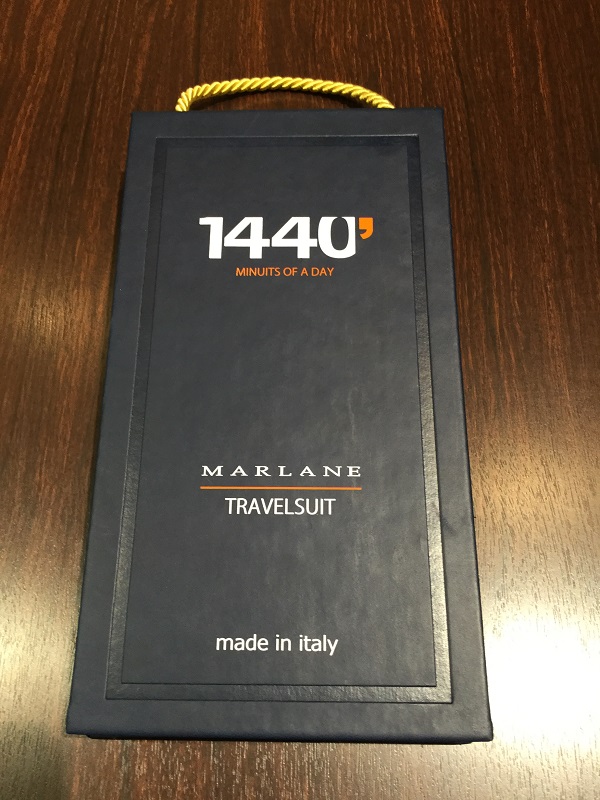 1440’
MINUITS OF A DAY
MARLANE
TRAVELSUIT
made in italy